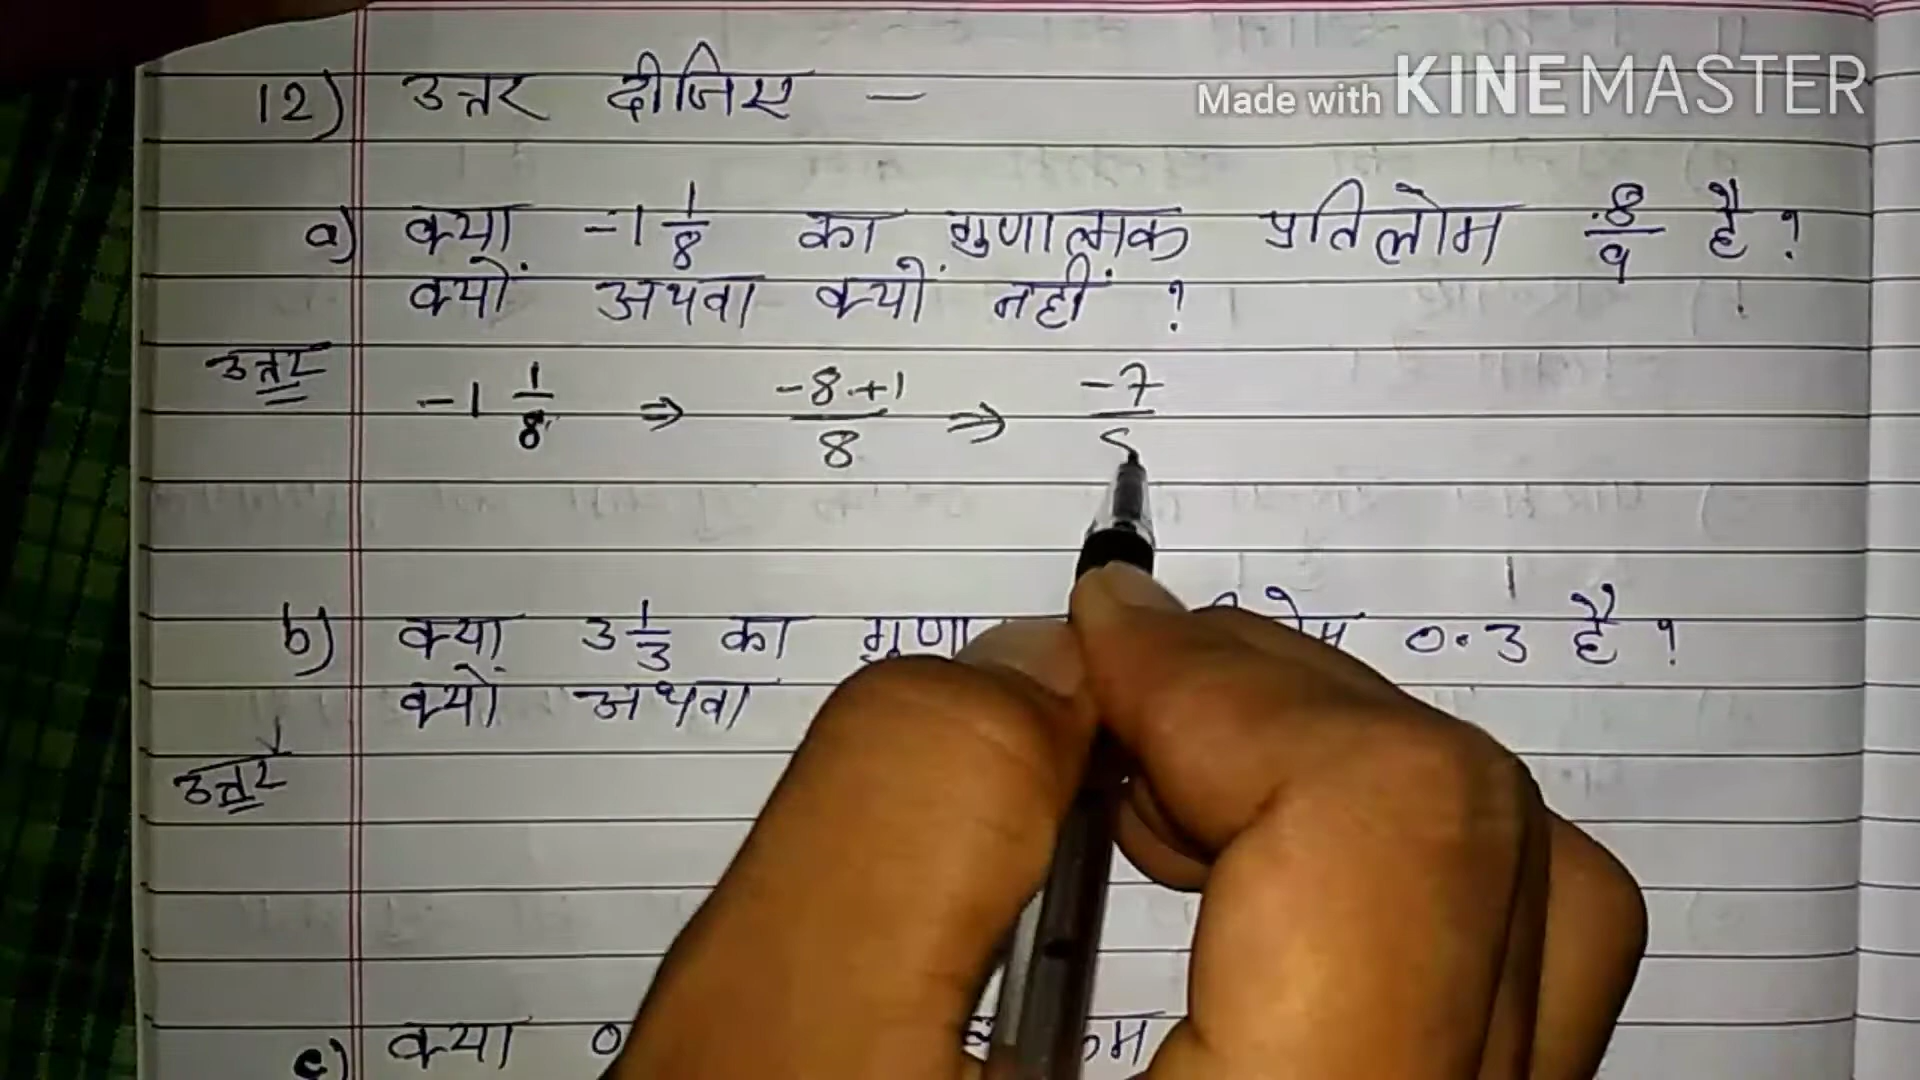 Made with KINEMASTER
12) उत्तर दीजिए —
a) क्या -1 1/8 का गुणात्मक प्रतिलोम 8/9 है ?
क्यों अथवा क्यों नहीं ?
उत्तर -1 1/8 ⇒ -8+1/8 ⇒ -7/
b) क्या 3 1/3 का 0.3 है ?
क्यों अथवा
उत्तर
c) क्या